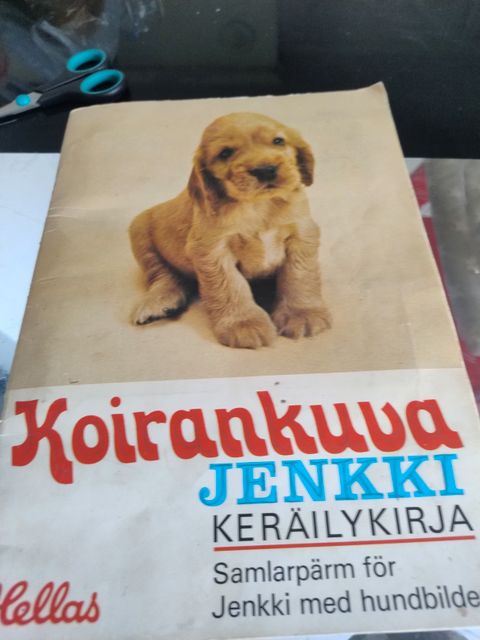 Koirankuva
JENKKI
KERÄILYKIRJA
Samlarpärm för
Jenkki med hundbilde
Hellas